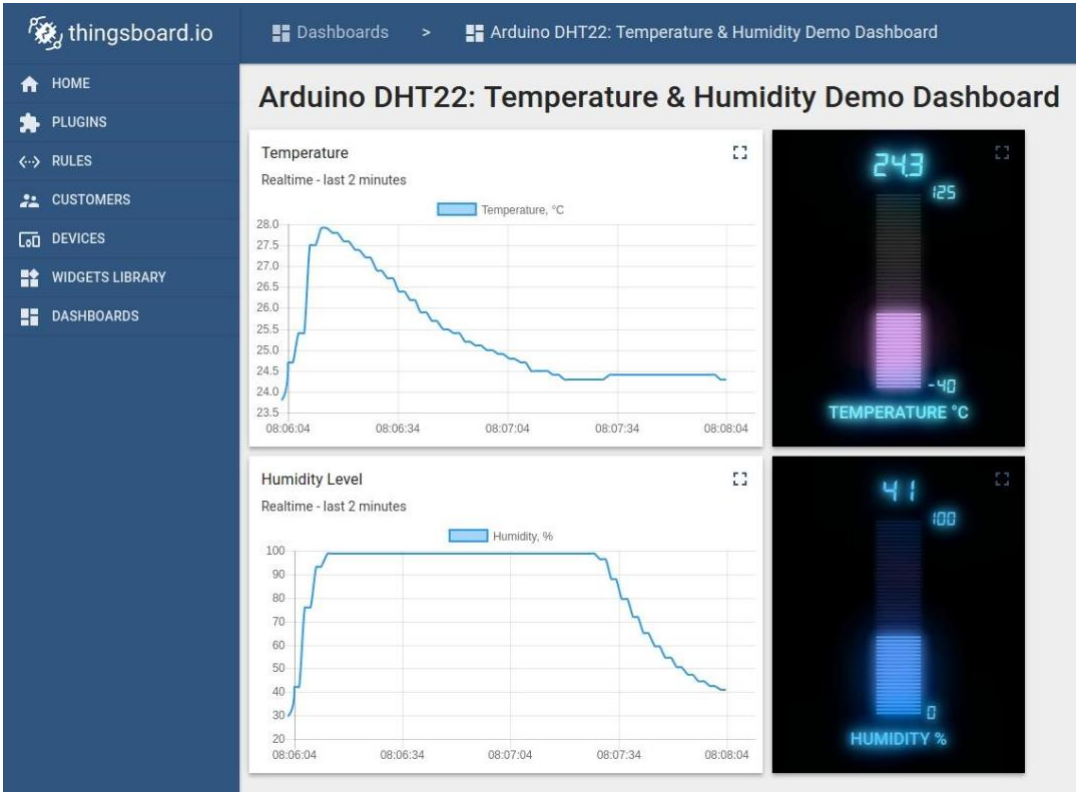 thingsboard.io
Dashboards > Arduino DHT22: Temperature & Humidity Demo Dashboard
HOME
PLUGINS
RULES
CUSTOMERS
DEVICES
WIDGETS LIBRARY
DASHBOARDS
Arduino DHT22: Temperature & Humidity Demo Dashboard
Temperature
Realtime - last 2 minutes
Temperature, °C
28.0
27.5
27.0
26.5
26.0
25.5
25.0
24.5
24.0
23.5
08:06:04 08:06:34 08:07:04 08:07:34 08:08:04
24.3
125
-40
TEMPERATURE °C
Humidity Level
Realtime - last 2 minutes
Humidity, %
100
90
80
70
60
50
40
30
20
08:06:04 08:06:34 08:07:04 08:07:34 08:08:04
41
100
0
HUMIDITY %